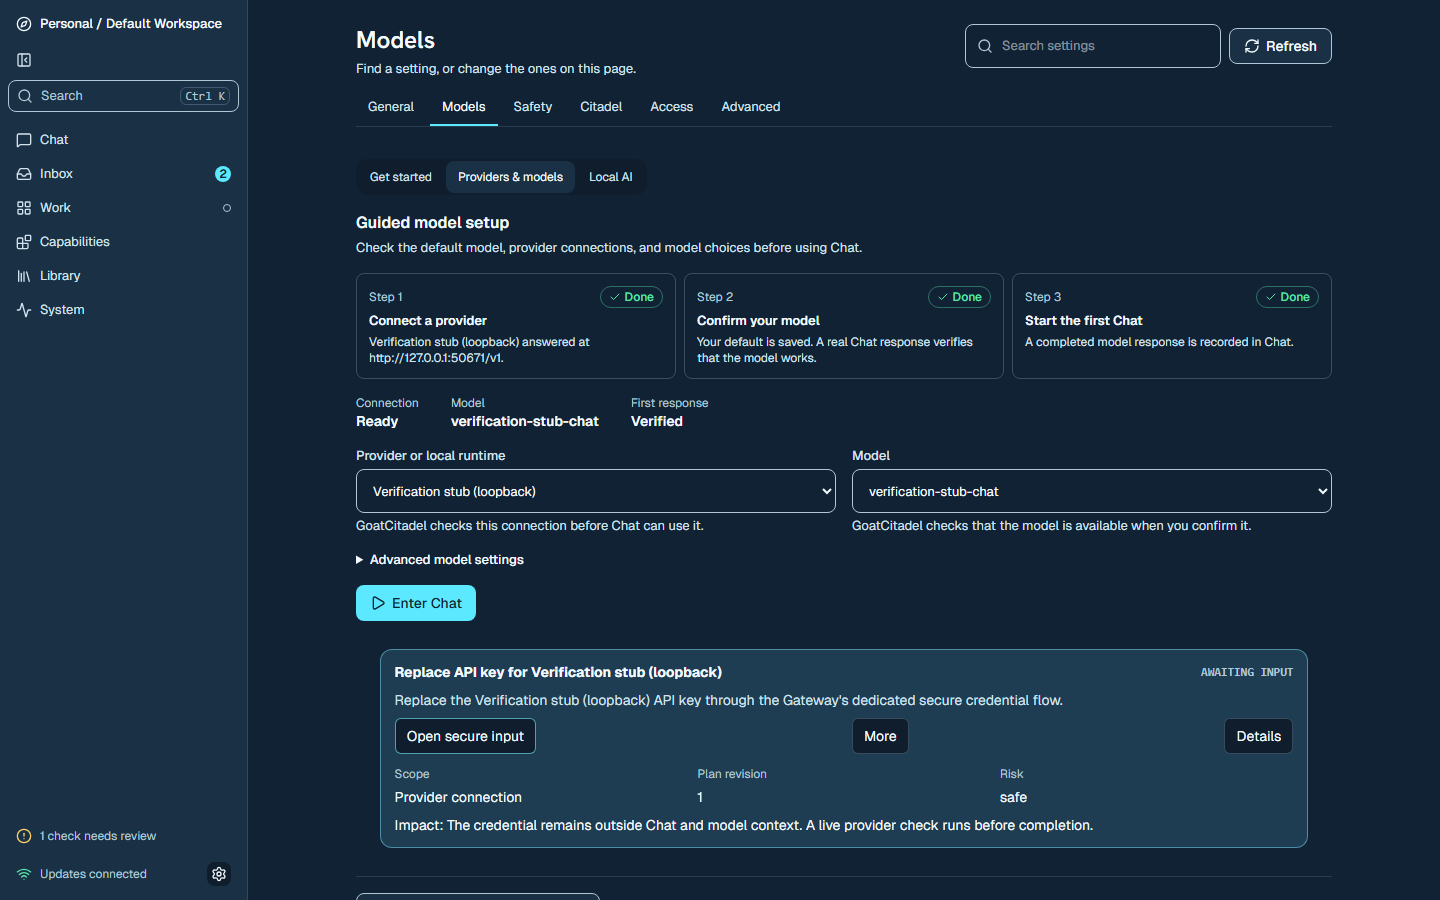 Personal / Default Workspace
Search
Ctrl K
Chat
Inbox
2
Work
Capabilities
Library
System
1 check needs review
Updates connected
Models
Find a setting, or change the ones on this page.
Search settings
Refresh
General
Models
Safety
Citadel
Access
Advanced
Get started
Providers & models
Local AI
Guided model setup
Check the default model, provider connections, and model choices before using Chat.
Step 1
Done
Connect a provider
Verification stub (loopback) answered at
http://127.0.0.1:50671/v1.
Step 2
Done
Confirm your model
Your default is saved. A real Chat response verifies
that the model works.
Step 3
Done
Start the first Chat
A completed model response is recorded in Chat.
Connection
Ready
Model
verification-stub-chat
First response
Verified
Provider or local runtime
Verification stub (loopback)
GoatCitadel checks this connection before Chat can use it.
Model
verification-stub-chat
GoatCitadel checks that the model is available when you confirm it.
Advanced model settings
Enter Chat
Replace API key for Verification stub (loopback)
AWAITING INPUT
Replace the Verification stub (loopback) API key through the Gateway's dedicated secure credential flow.
Open secure input
More
Details
Scope
Provider connection
Plan revision
1
Risk
safe
Impact: The credential remains outside Chat and model context. A live provider check runs before completion.